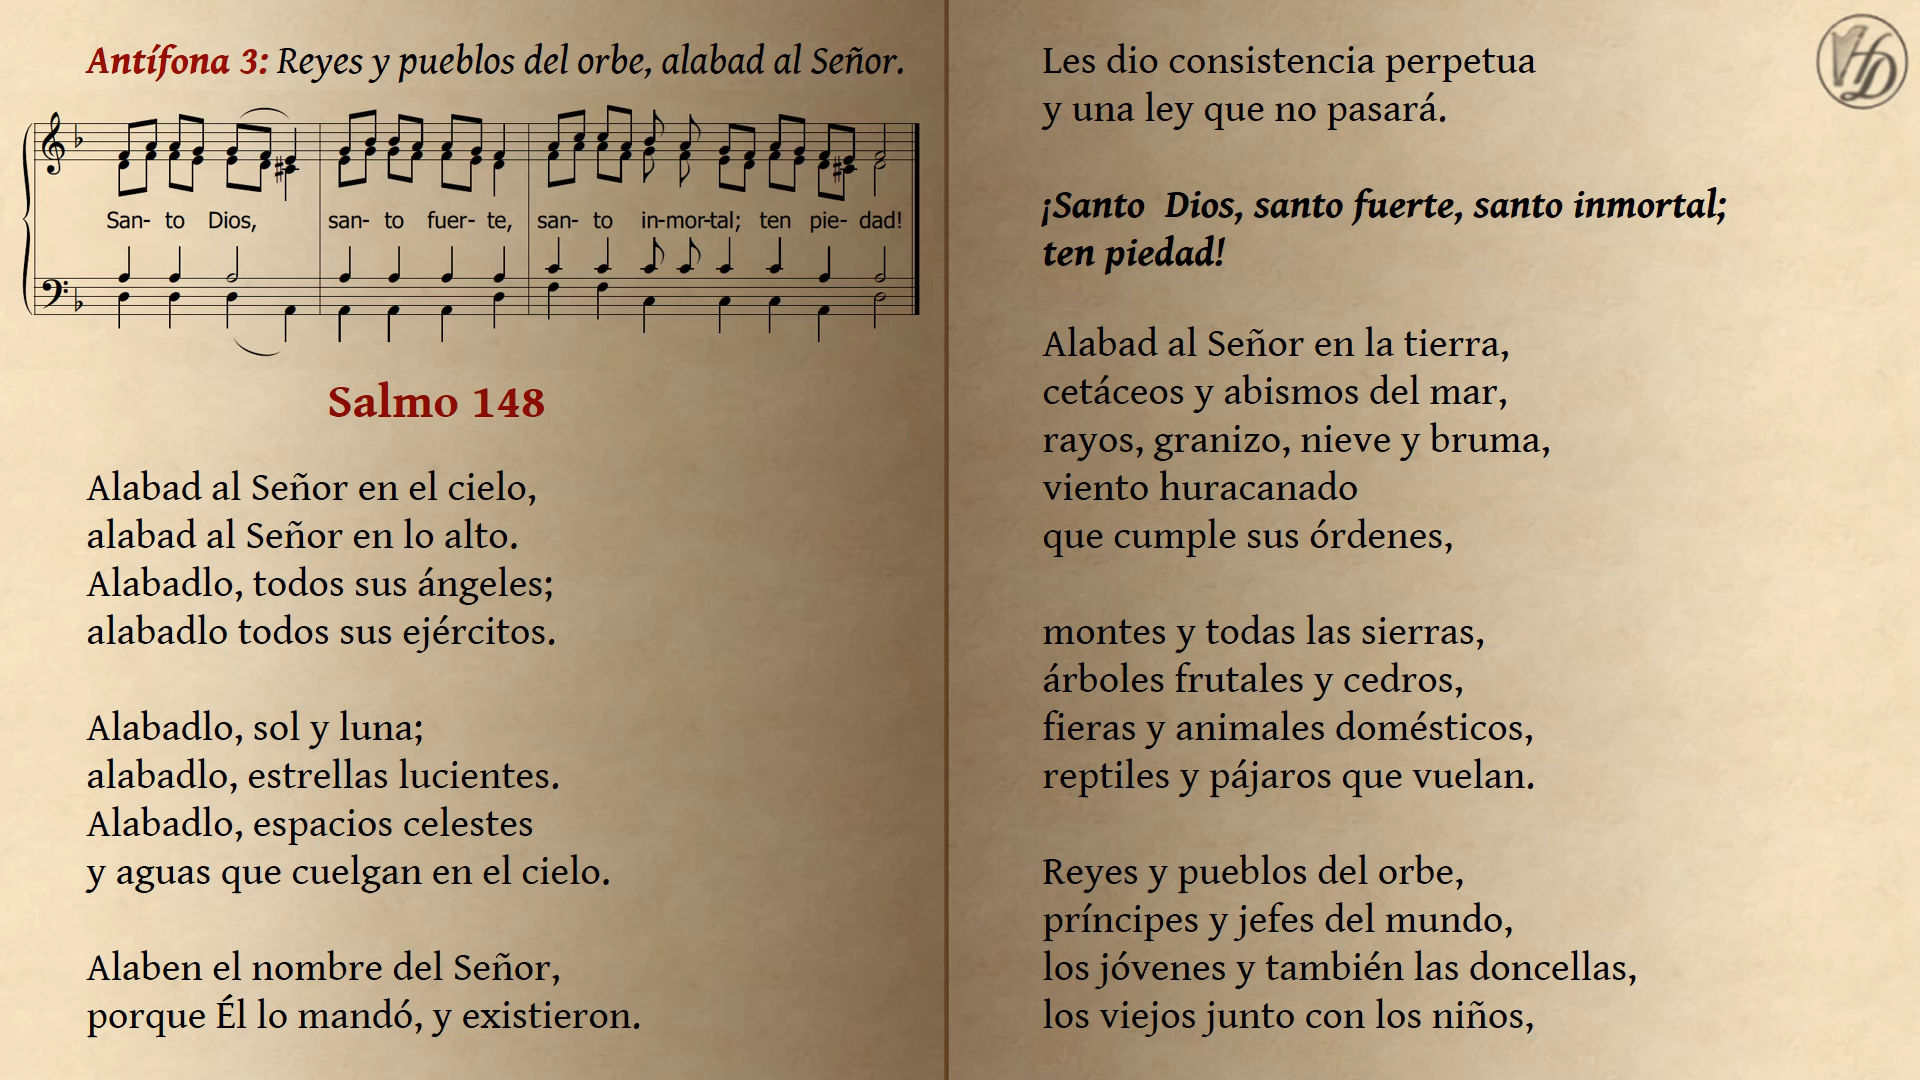 Antífona 3: Reyes y pueblos del orbe, alabad al Señor.
San- to Dios, san- to fuer- te, san- to in-mor-tal; ten pie- dad!
Salmo 148
Alabad al Señor en el cielo,
alabad al Señor en lo alto.
Alabadlo, todos sus ángeles;
alabadlo todos sus ejércitos.
Alabadlo, sol y luna;
alabadlo, estrellas lucientes.
Alabadlo, espacios celestes
y aguas que cuelgan en el cielo.
Alaben el nombre del Señor,
porque Él lo mandó, y existieron.
Les dio consistencia perpetua
y una ley que no pasará.
¡Santo  Dios, santo fuerte, santo inmortal;
ten piedad!
Alabad al Señor en la tierra,
cetáceos y abismos del mar,
rayos, granizo, nieve y bruma,
viento huracanado
que cumple sus órdenes,
montes y todas las sierras,
árboles frutales y cedros,
fieras y animales domésticos,
reptiles y pájaros que vuelan.
Reyes y pueblos del orbe,
príncipes y jefes del mundo,
los jóvenes y también las doncellas,
los viejos junto con los niños,
HD